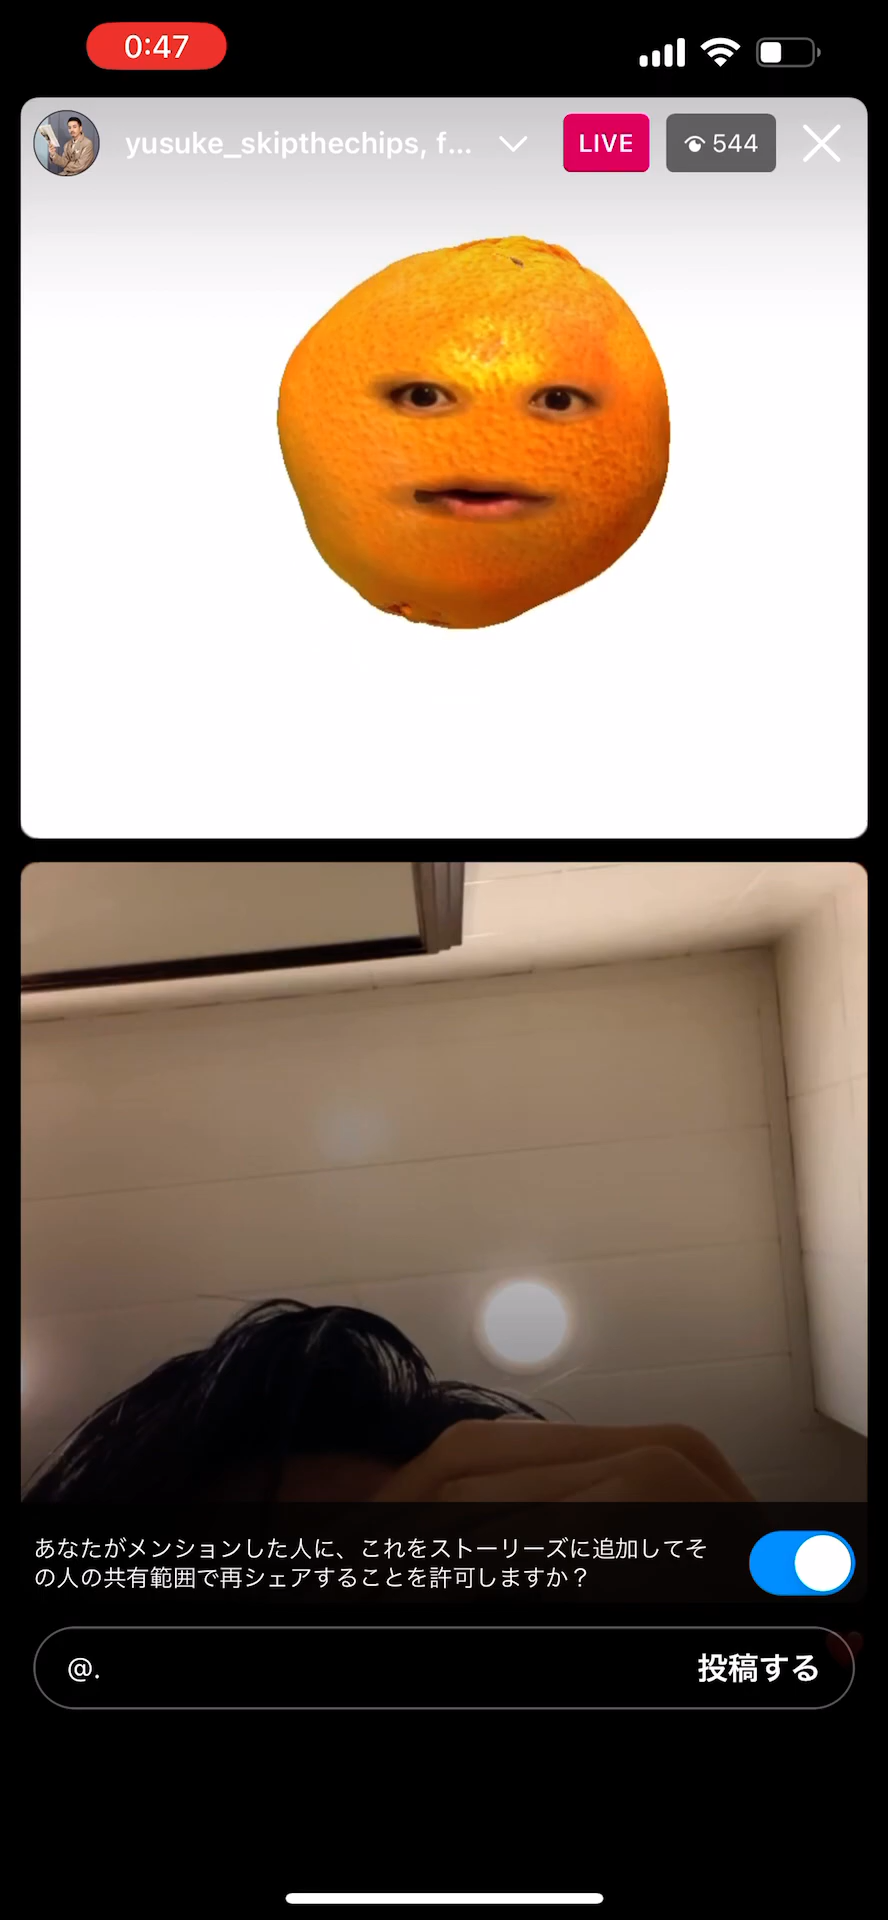 0:47
yusuke_skipthechips, f...
LIVE
544
あなたがメンションした人に、これをストーリーズに追加してそ
の人の共有範囲で再シェアすることを許可しますか？
@.
投稿する